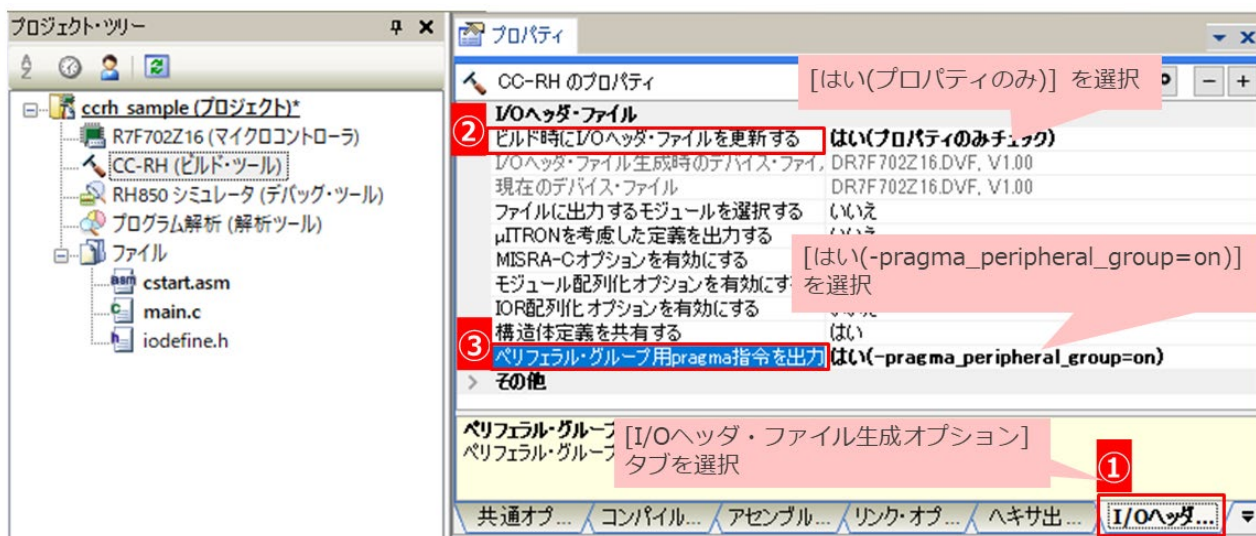 プロジェクト・ツリー
ccrh_sample (プロジェクト)*
R7F702Z16 (マイクロコントローラ)
CC-RH (ビルド・ツール)
RH850 シミュレータ (デバッグ・ツール)
プログラム解析 (解析ツール)
ファイル
cstart.asm
main.c
iodefine.h
プロパティ
CC-RH のプロパティ
[はい(プロパティのみ)] を選択
I/Oヘッダ・ファイル
② ビルド時にI/Oヘッダ・ファイルを更新する はい(プロパティのみチェック)
I/Oヘッダ・ファイル生成時のデバイス・ファイ DR7F702Z16.DVF, V1.00
現在のデバイス・ファイル DR7F702Z16.DVF, V1.00
ファイルに出力するモジュールを選択する いいえ
μITRONを考慮した定義を出力する
MISRA-Cオプションを有効にする
モジュール配列化オプションを有効にす
IOR配列化オプションを有効にする
[はい(-pragma_peripheral_group=on)]
を選択
構造体定義を共有する はい
③ ペリフェラル・グループ用pragma指令を出力 はい(-pragma_peripheral_group=on)
その他
ペリフェラル・グループ
ペリフェラル・グループ
[I/Oヘッダ・ファイル生成オプション]
タブを選択
①
共通オプ... コンパイル... アセンブル... リンク・オプ... ヘキサ出... I/Oヘッダ...